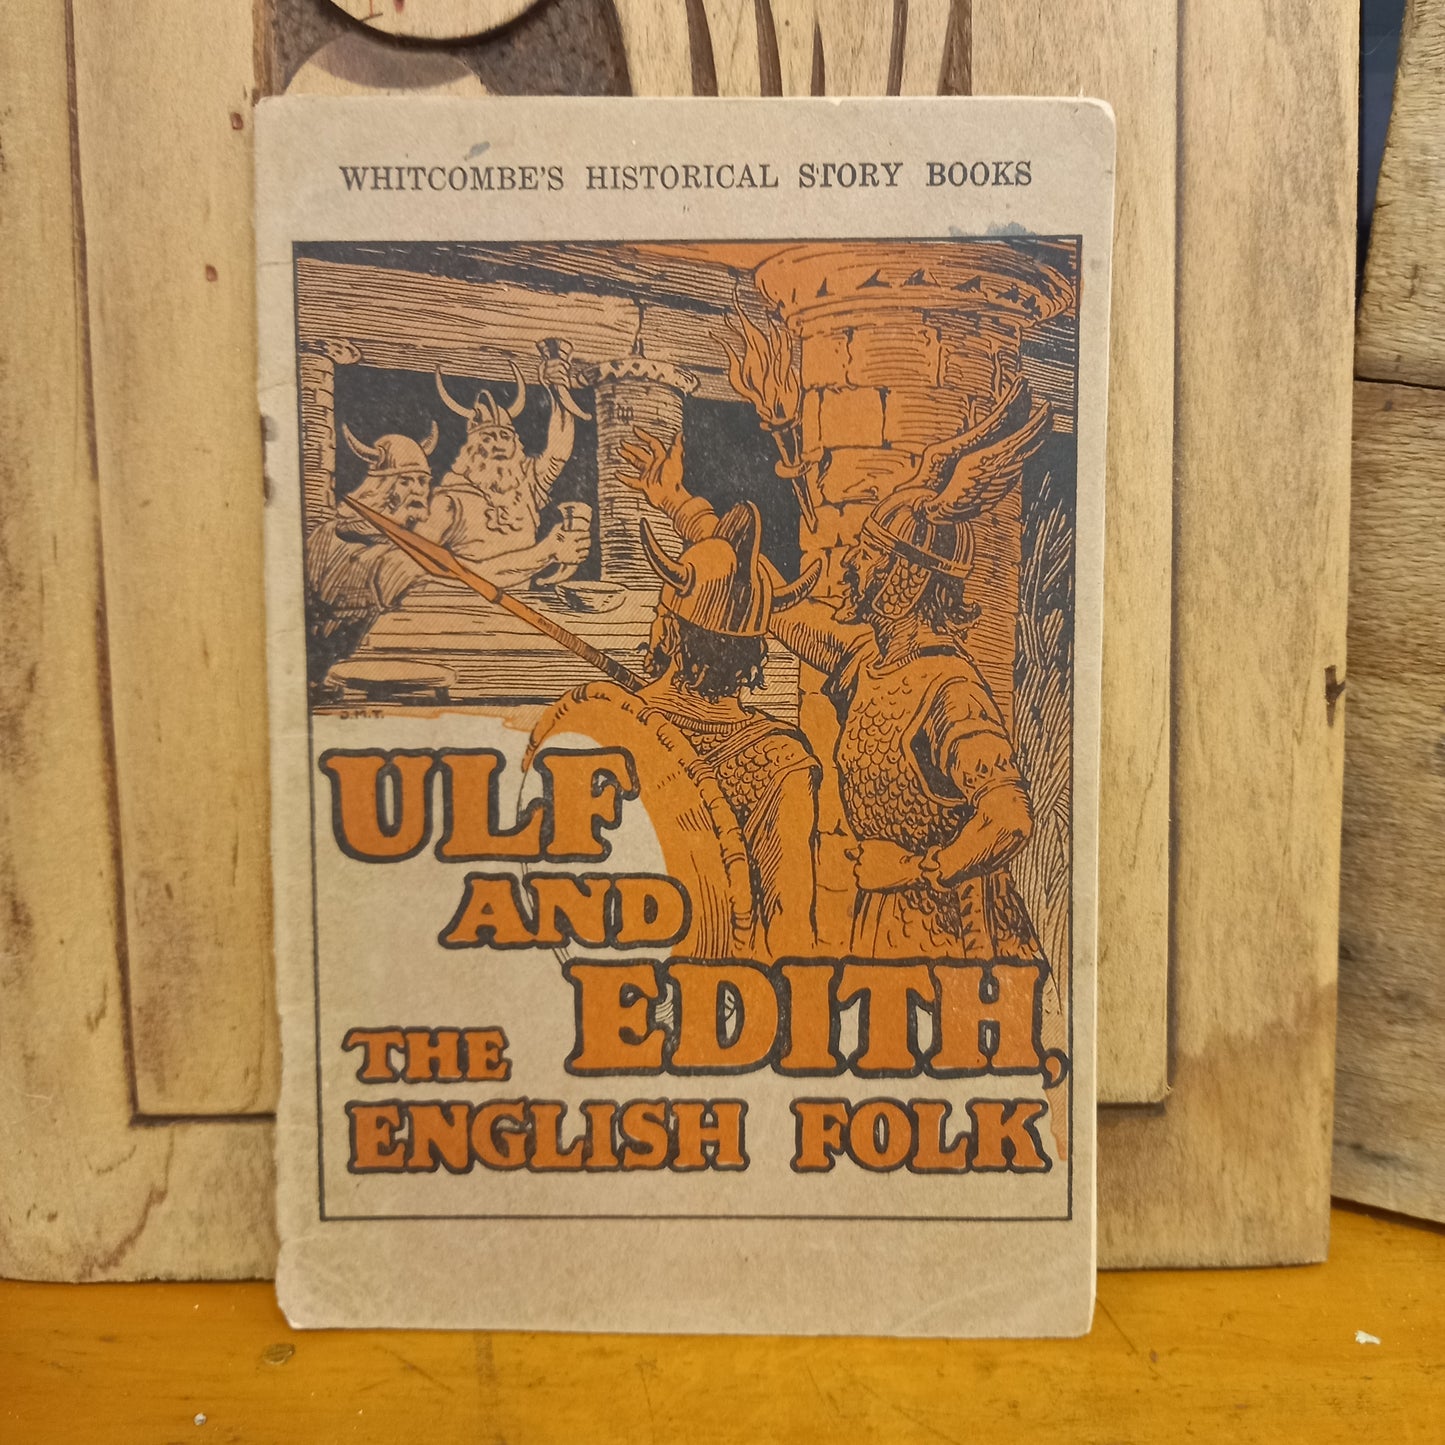 WHITCOMBE'S HISTORICAL STORY BOOKS
D.M.T.
ULF
AND
EDITH,
THE
ENGLISH FOLK